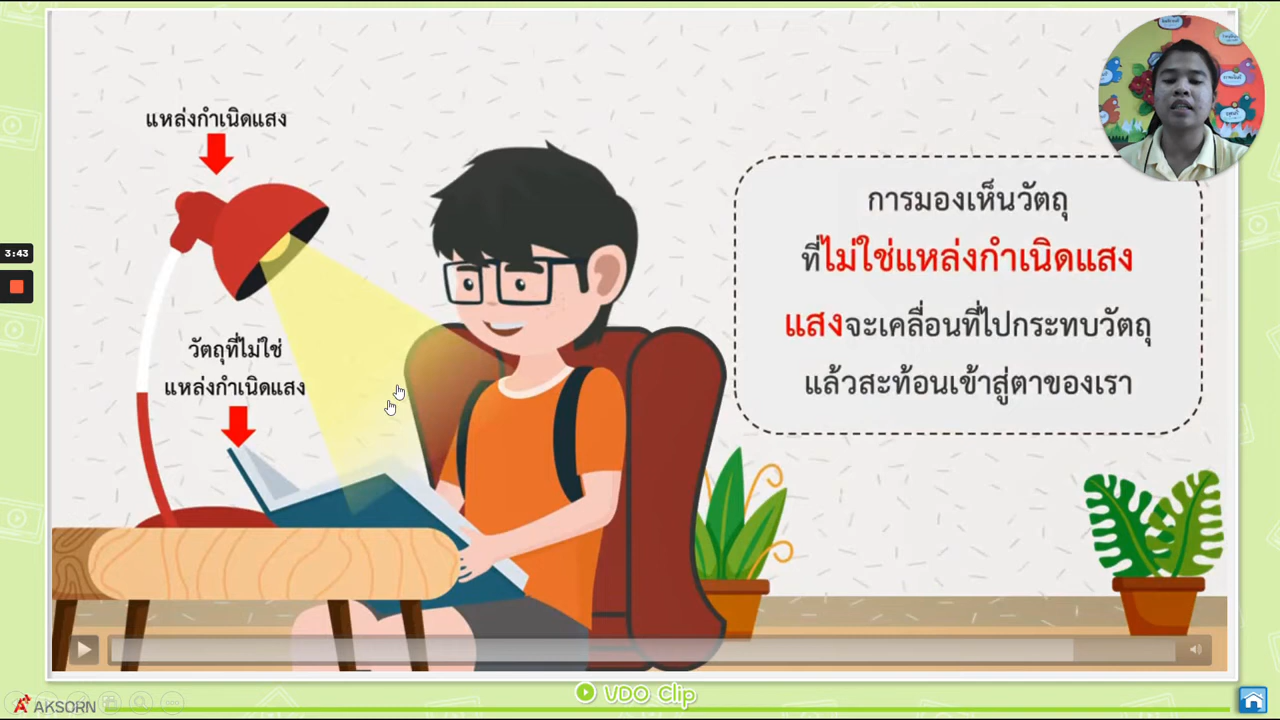 แหล่งกำเนิดแสง
การมองเห็นวัตถุ
ที่ไม่ใช่แหล่งกำเนิดแสง
แสงจะเคลื่อนที่ไปกระทบวัตถุ
แล้วสะท้อนเข้าสู่ตาของเรา
3:43
วัตถุที่ไม่ใช่
แหล่งกำเนิดแสง
AKSORN
VDO Clip